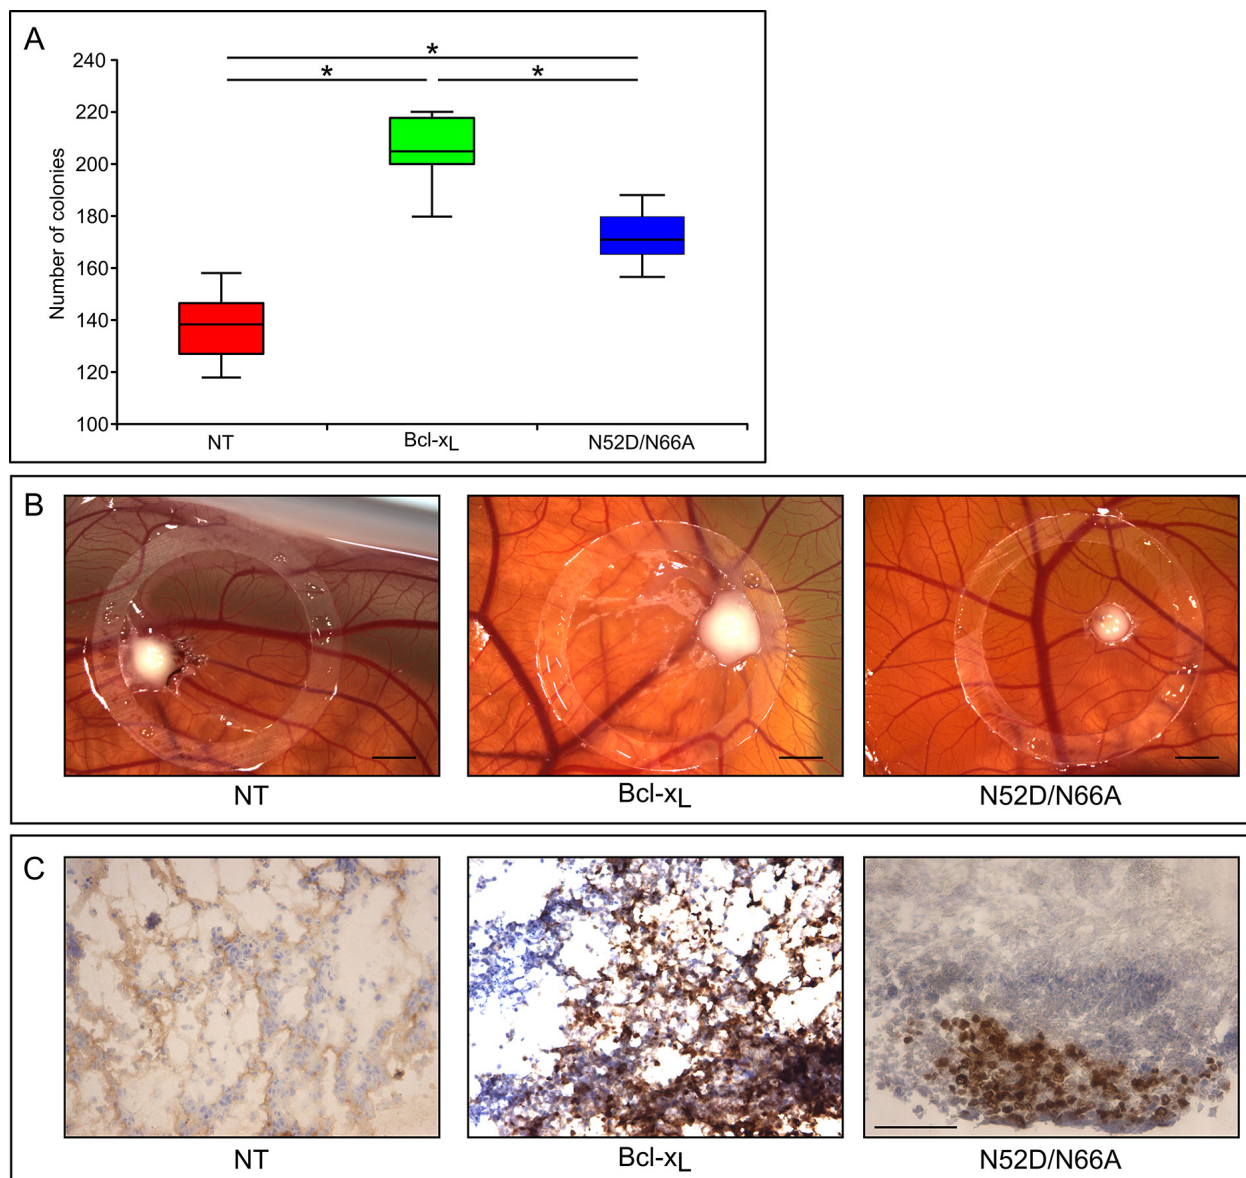 A
240
220
200
180
160
140
120
100
Number of colonies
*
* *
NT Bcl-xL N52D/N66A
B
NT Bcl-xL N52D/N66A
C
NT Bcl-xL N52D/N66A